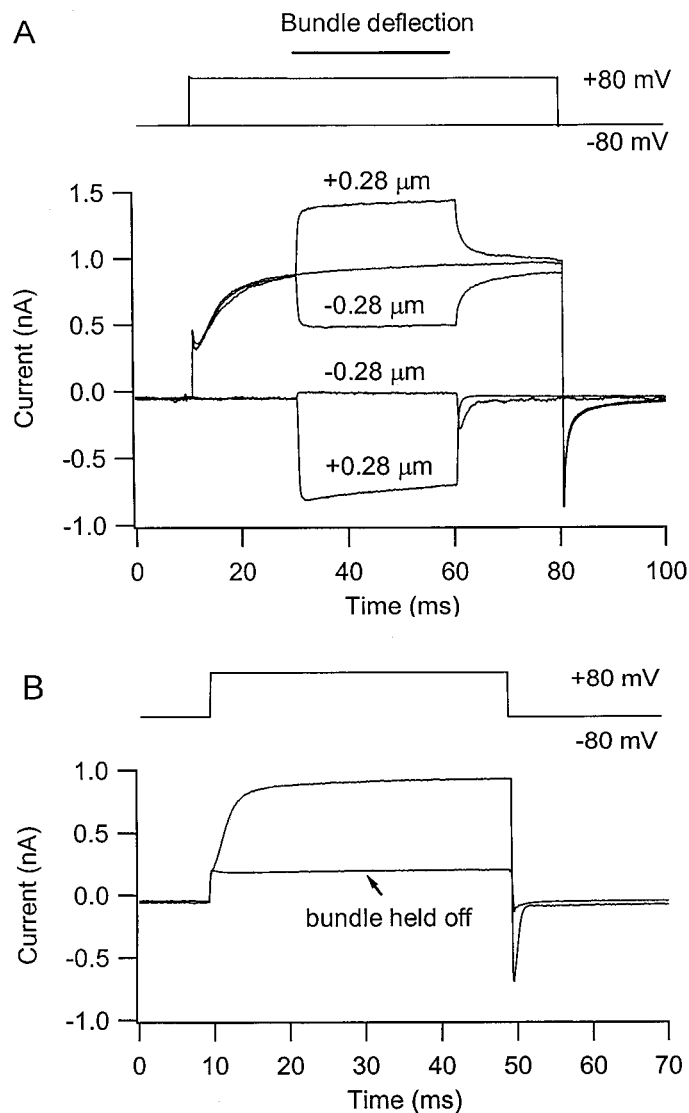 A
Bundle deflection
+80 mV
-80 mV
1.5
1.0
0.5
0.0
-0.5
-1.0
Current (nA)
+0.28 μm
-0.28 μm
-0.28 μm
+0.28 μm
0 20 40 60 80 100
Time (ms)
B
+80 mV
-80 mV
1.0
0.5
0.0
-0.5
-1.0
Current (nA)
bundle held off
0 10 20 30 40 50 60 70
Time (ms)